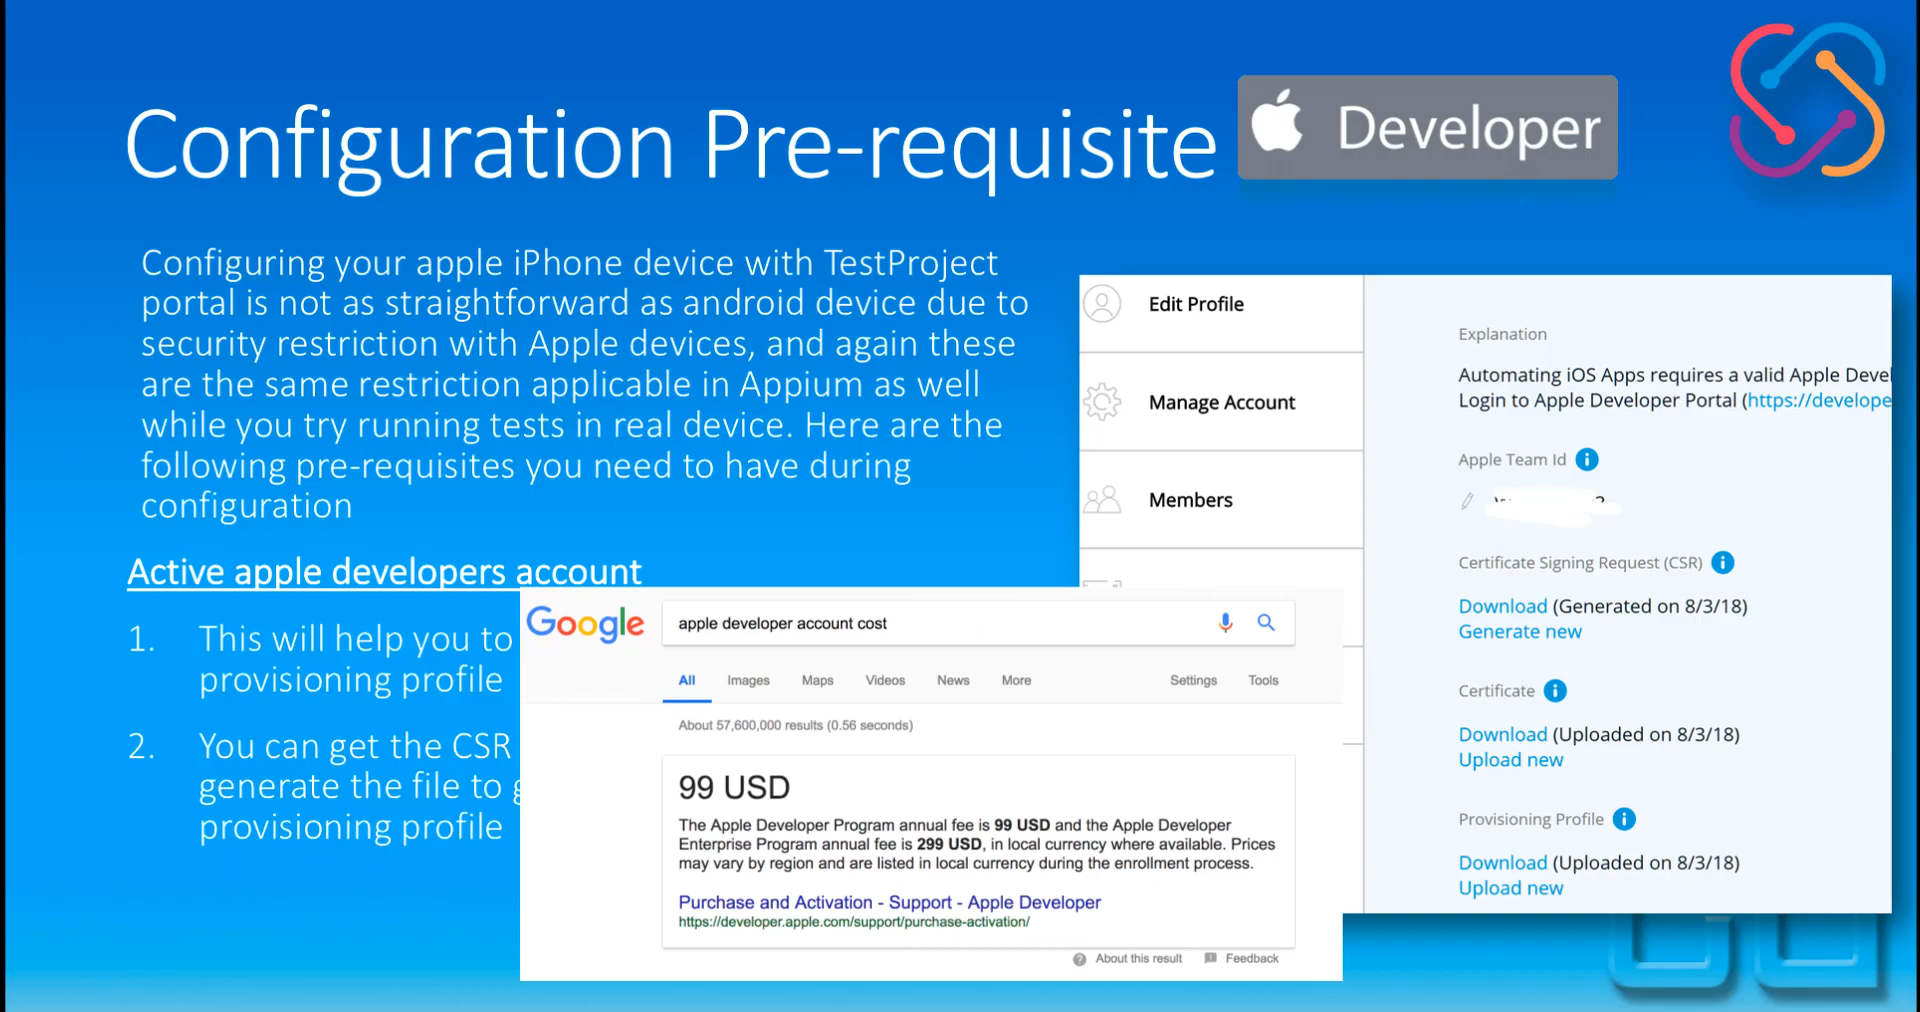 Configuration Pre-requisite
Developer
Configuring your apple iPhone device with TestProject
portal is not as straightforward as android device due to
security restriction with Apple devices, and again these
are the same restriction applicable in Appium as well
while you try running tests in real device. Here are the
following pre-requisites you need to have during
configuration
Active apple developers account
1. This will help you to
provisioning profile
2. You can get the CSR
generate the file to
provisioning profile
Edit Profile
Manage Account
Members
Explanation
Automating iOS Apps requires a valid Apple
Login to Apple Developer Portal (https://develope
Apple Team Id
Certificate Signing Request (CSR)
Download (Generated on 8/3/18)
Generate new
Certificate
Download (Uploaded on 8/3/18)
Upload new
Provisioning Profile
Download (Uploaded on 8/3/18)
Upload new
Google
apple developer account cost
All Images Maps Videos News More Settings Tools
About 57,600,000 results (0.56 seconds)
99 USD
The Apple Developer Program annual fee is 99 USD and the Apple Developer
Enterprise Program annual fee is 299 USD, in local currency where available. Prices
may vary by region and are listed in local currency during the enrollment process.
Purchase and Activation - Support - Apple Developer
https://developer.apple.com/support/purchase-activation/
About this result Feedback